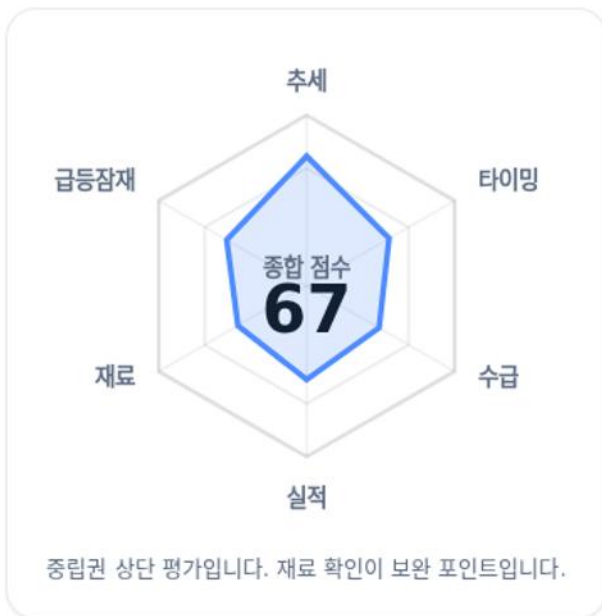 추세
급등잠재
타이밍
종합 점수
67
재료
수급
실적
중립권 상단 평가입니다. 재료 확인이 보완 포인트입니다.